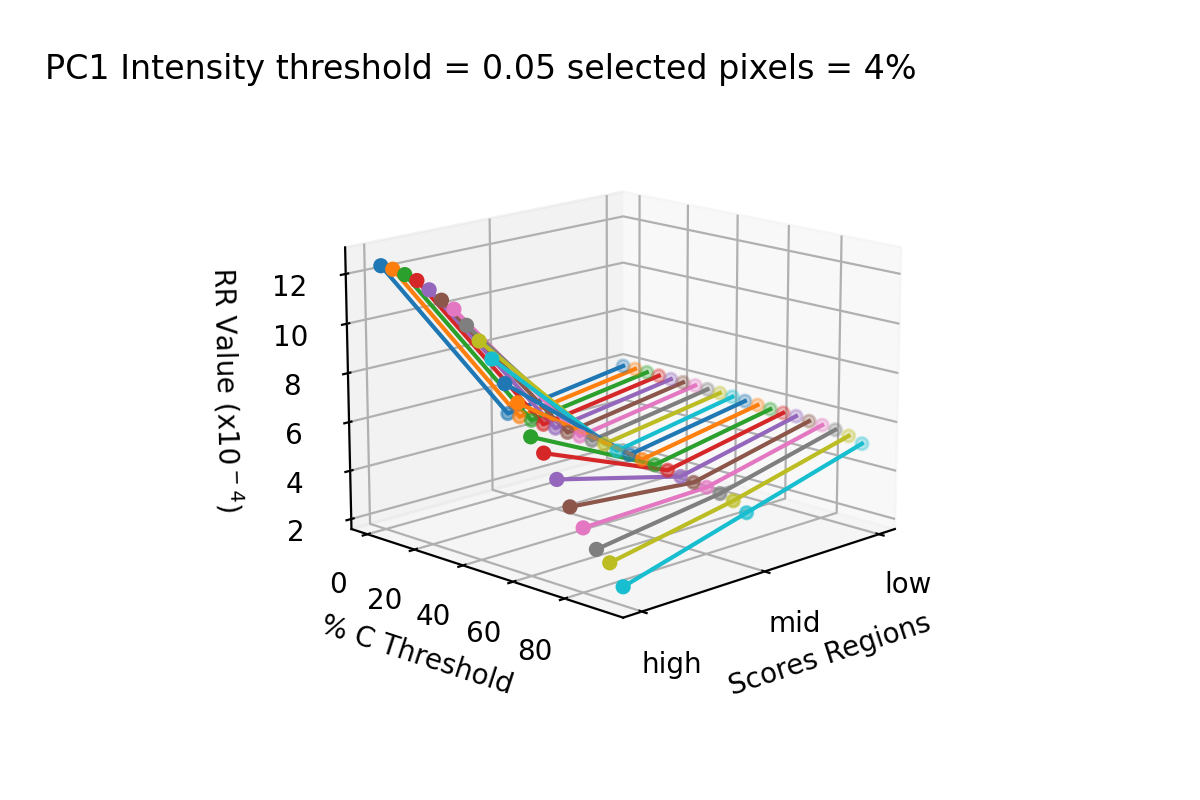 PC1 Intensity threshold = 0.05 selected pixels = 4%
RR Value (x10⁻⁴)
12
10
8
6
4
2
0
20
40
60
80
% C Threshold
high
mid
low
Scores Regions